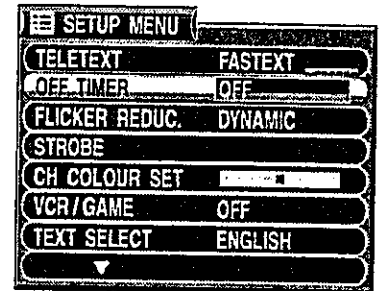 SETUP MENU
TELETEXT FASTEXT
OFF TIMER OFF
FLICKER REDUC. DYNAMIC
STROBE
CH COLOUR SET
VCR/GAME OFF
TEXT SELECT ENGLISH